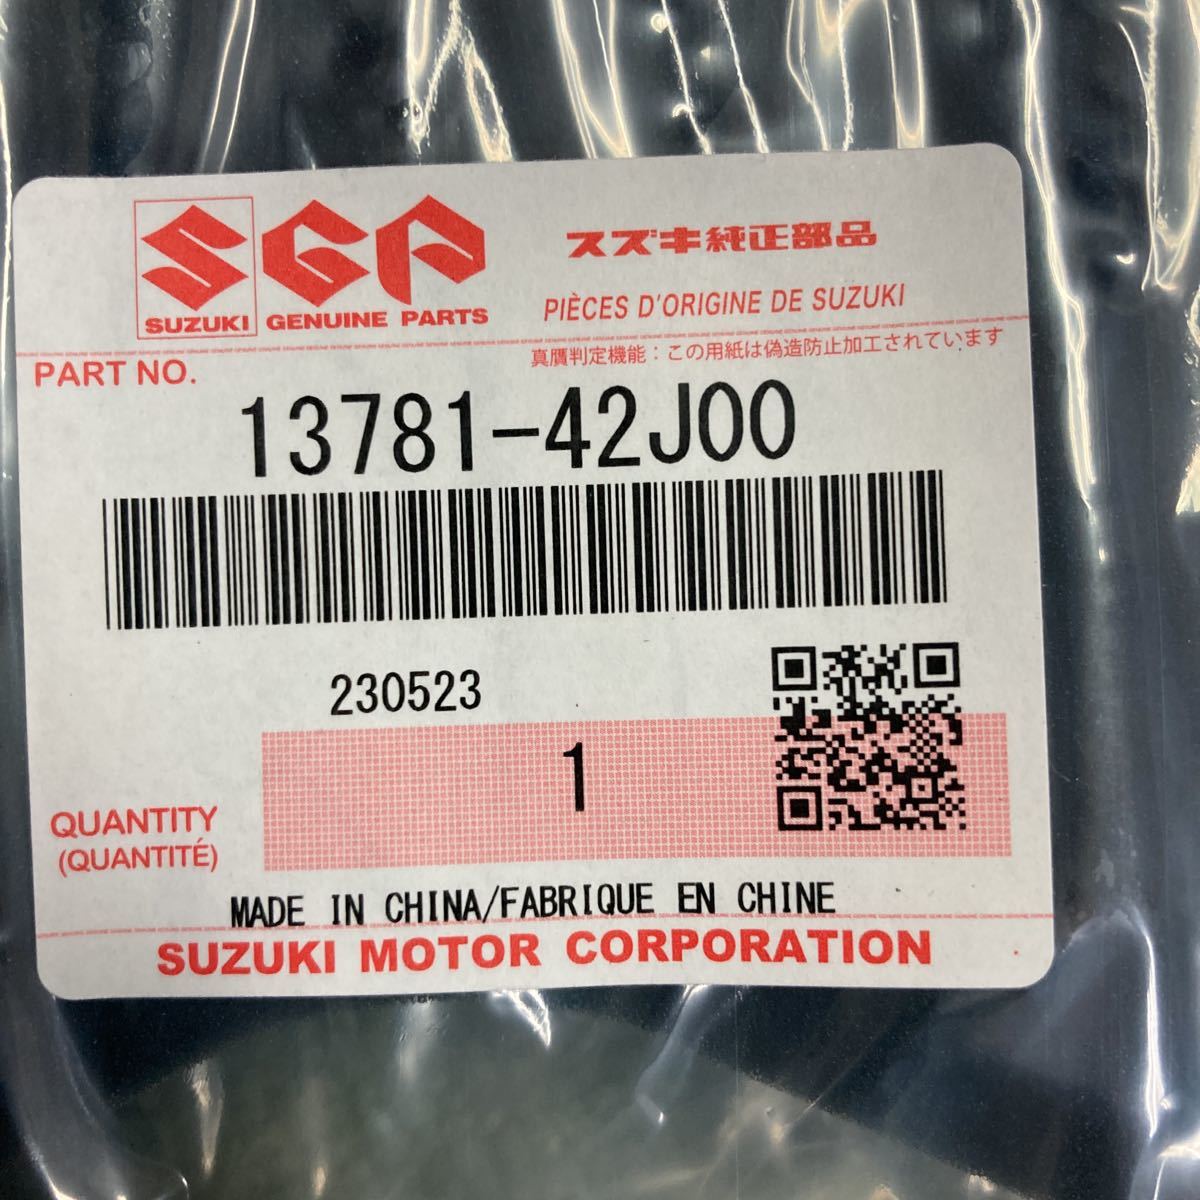 SGP
SUZUKI GENUINE PARTS
スズキ純正部品
PIÈCES D'ORIGINE DE SUZUKI
真贋判定機能：この用紙は偽造防止加工されています
PART NO.
13781-42J00
230523
1
QUANTITY
(QUANTITÉ)
MADE IN CHINA/FABRIQUE EN CHINE
SUZUKI MOTOR CORPORATION